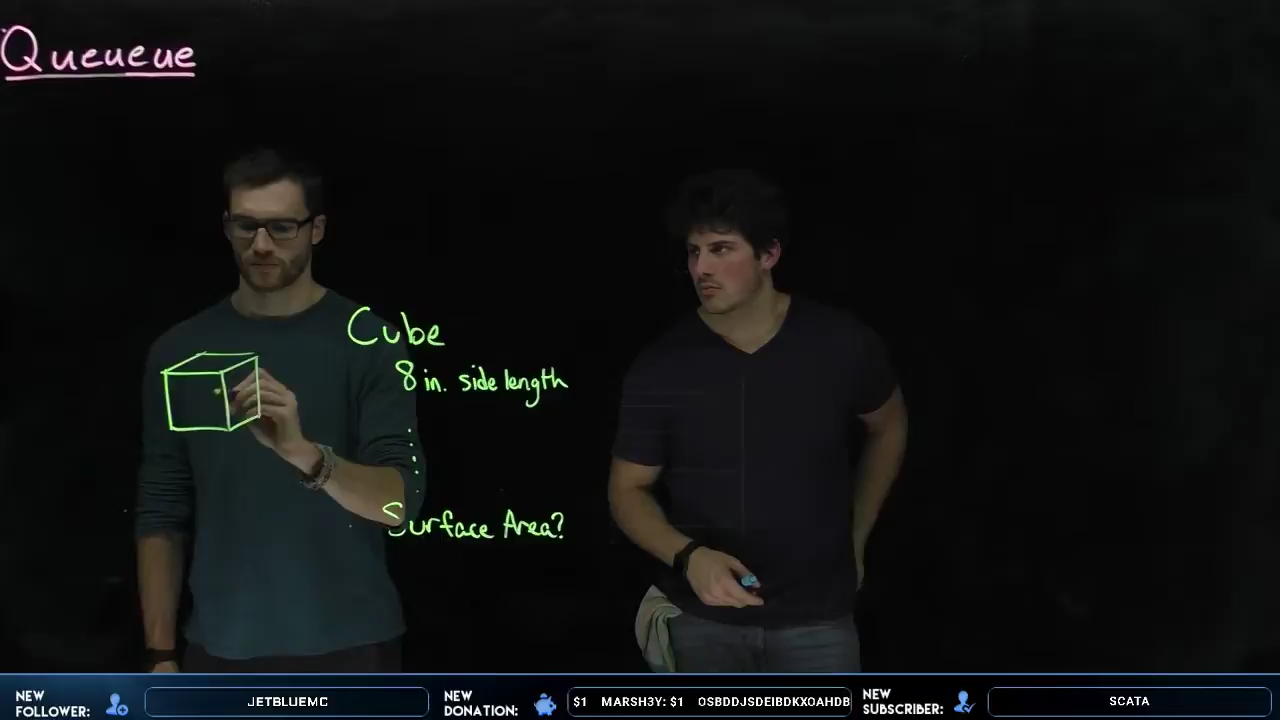 Queueue
Cube
8 in. side length
Surface Area?
NEW FOLLOWER:
JETBLUEMC
NEW DONATION:
$1 MARSH3Y: $1 OSBDDJSDEIBDKXOAHDB
NEW SUBSCRIBER:
SCATA